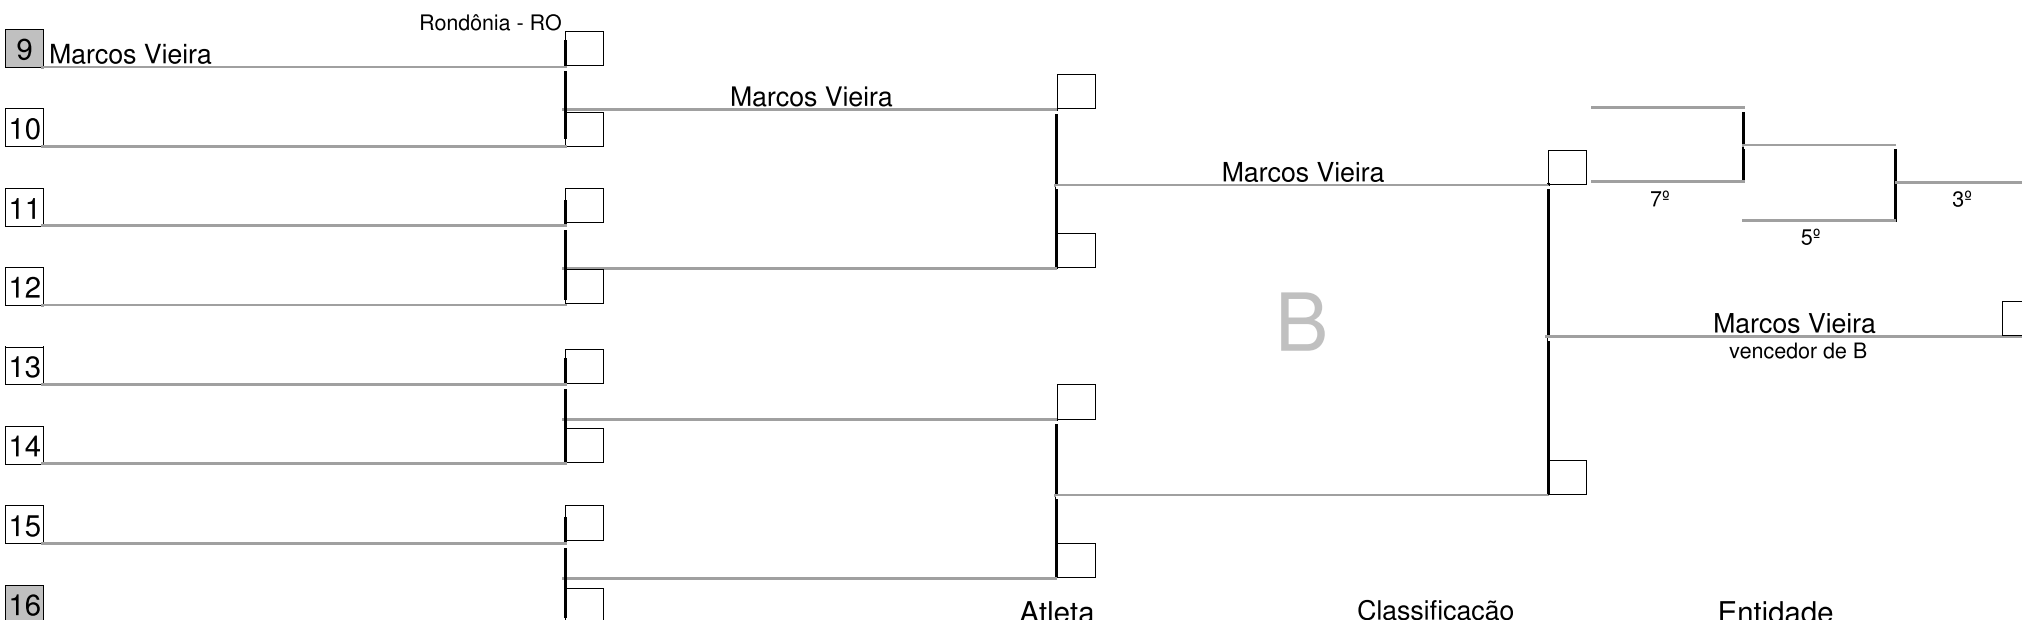 Rondônia - RO
9 Marcos Vieira
Marcos Vieira
10
Marcos Vieira
7º
3º
11
5º
12
B
Marcos Vieira
vencedor de B
13
14
15
16
Atleta Classificação Entidade